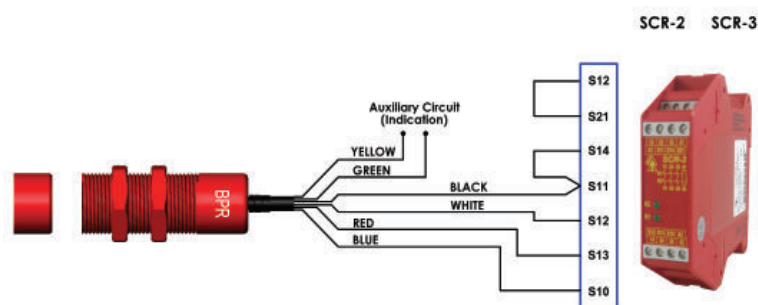 SCR-2 SCR-3
S12
S21
Auxiliary Circuit
(Indication)
YELLOW
GREEN
S14
BLACK
S11
WHITE
S12
RED
S13
BLUE
S10
BPR
SCR-2